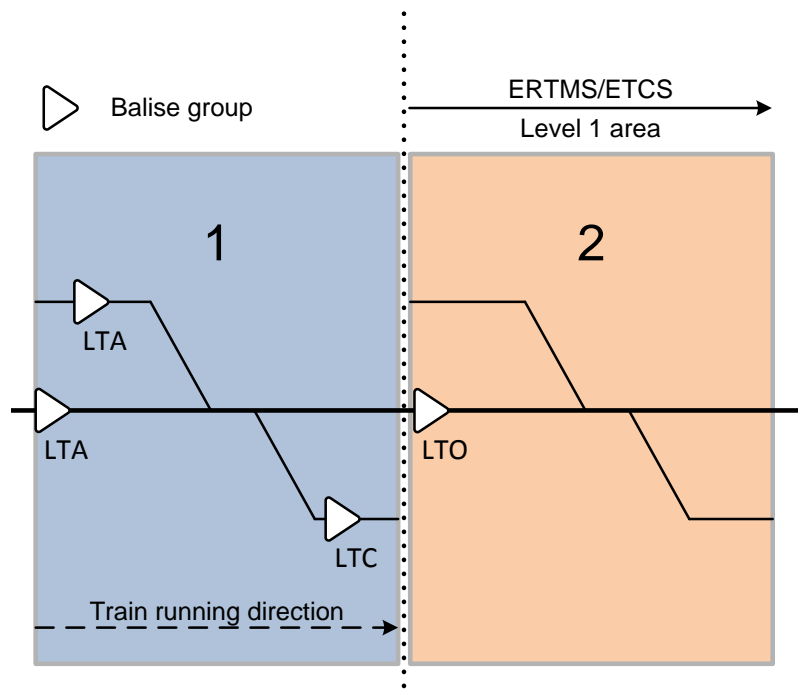 Balise group
ERTMS/ETCS
Level 1 area
1
2
LTA
LTA
LTO
LTC
Train running direction